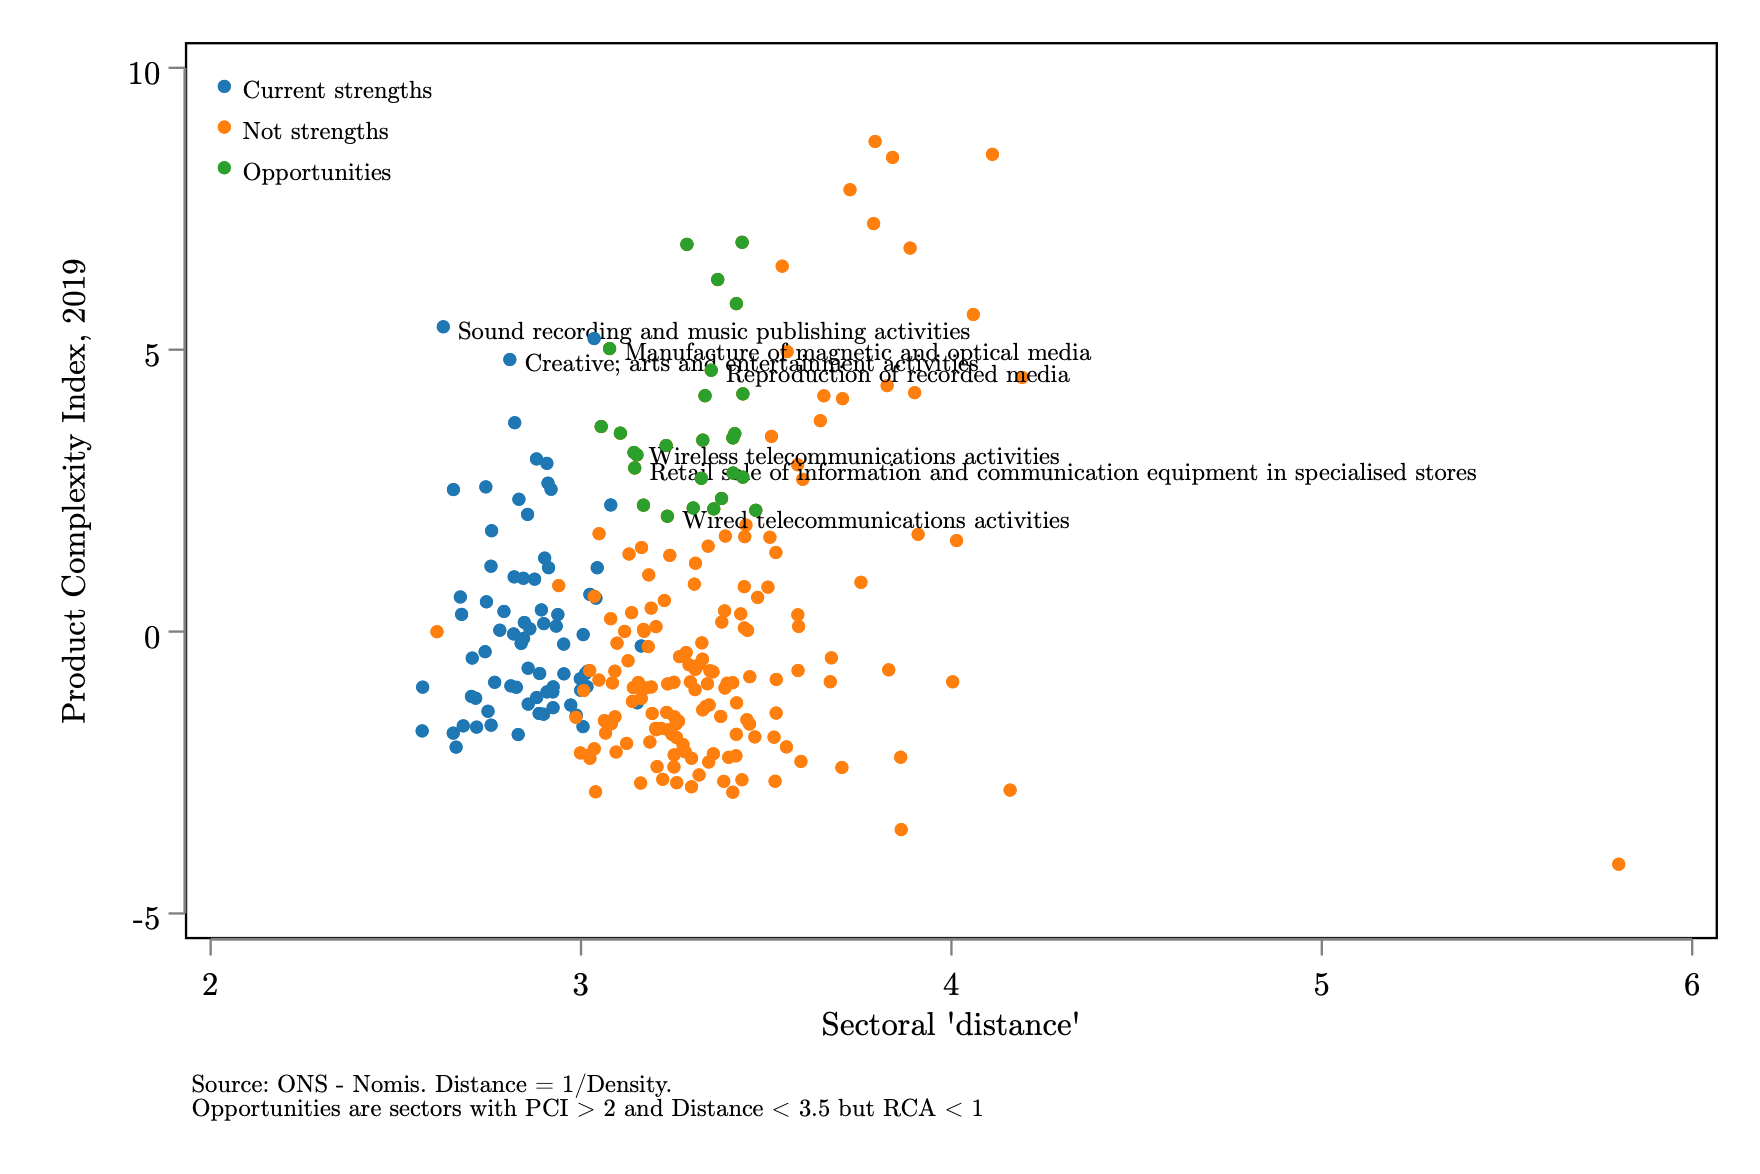 10
5
0
-5
Product Complexity Index, 2019
Current strengths
Not strengths
Opportunities
Sound recording and music publishing activities
Manufacture of magnetic and optical media
Creative; arts and entertainment activities
Reproduction of recorded media
Wireless telecommunications activities
Retail sale of information and communication equipment in specialised stores
Wired telecommunications activities
2 3 4 5 6
Sectoral 'distance'
Source: ONS - Nomis. Distance = 1/Density.
Opportunities are sectors with PCI > 2 and Distance < 3.5 but RCA < 1